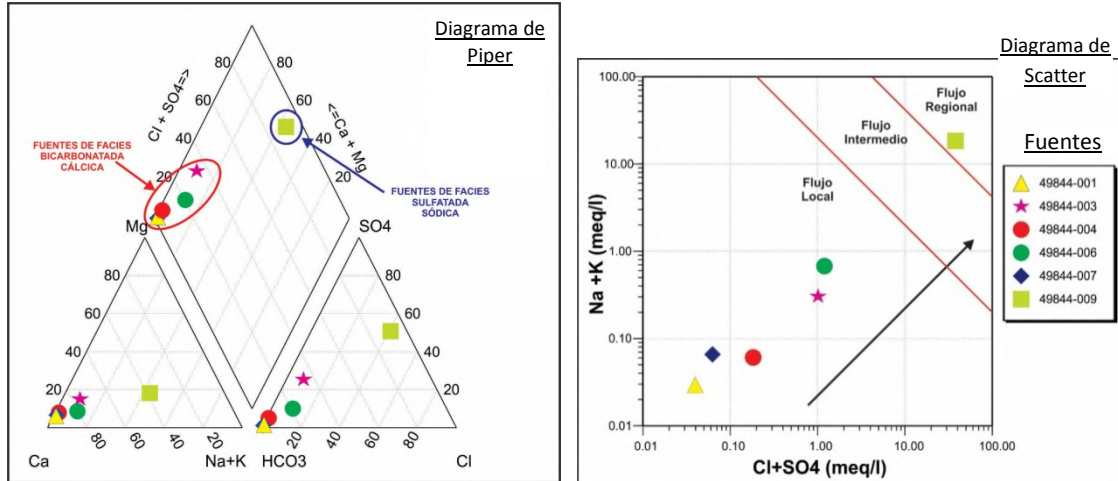 Diagrama de
Piper
80
80
60
60
Cl + SO4=>
<=Ca + Mg
40
40
20
20
FUENTES DE FACIES
BICARBONATADA
CÁLCICA
FUENTES DE FACIES
SULFATADA
SÓDICA
Mg
SO4
80
80
60
40
40
60
40
40
20
20
20
20
80
60
40
20
20
40
60
80
Ca
Na+K
HCO3
Cl
Diagrama de
Scatter
100.00
10.00
1.00
0.10
0.01
Na +K (meq/l)
Flujo
Regional
Flujo
Intermedio
Flujo
Local
0.01
0.10
1.00
10.00
100.00
Cl+SO4 (meq/l)
Fuentes
49844-001
49844-003
49844-004
49844-006
49844-007
49844-009